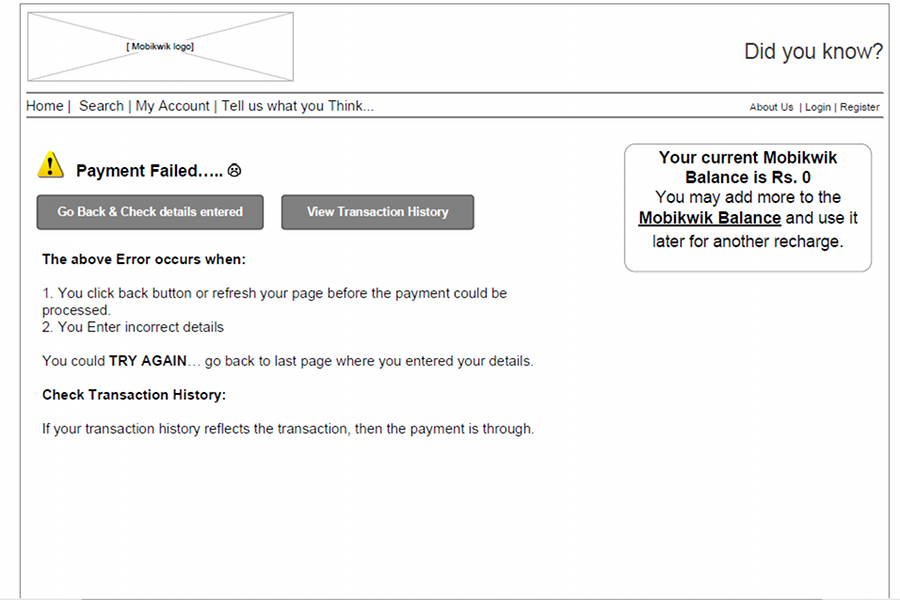 [ Mobikwik logo]
Did you know?
Home | Search | My Account | Tell us what you Think...
About Us | Login | Register
Payment Failed.....
Go Back & Check details entered
View Transaction History
Your current Mobikwik
Balance is Rs. 0
You may add more to the
Mobikwik Balance and use it
later for another recharge.
The above Error occurs when:
1. You click back button or refresh your page before the payment could be
processed.
2. You Enter incorrect details
You could TRY AGAIN... go back to last page where you entered your details.
Check Transaction History:
If your transaction history reflects the transaction, then the payment is through.